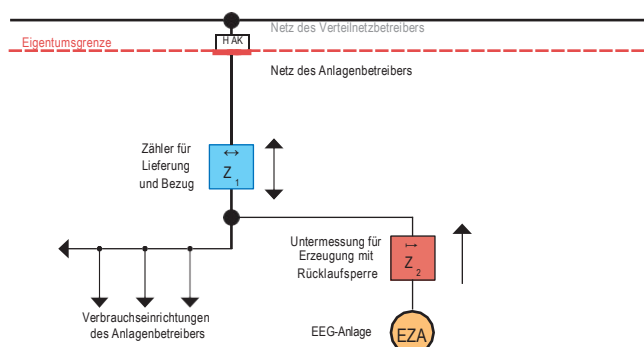 Netz des Verteilnetzbetreibers
HAK
Eigentumsgrenze
Netz des Anlagenbetreibers
Zähler für
Lieferung
und Bezug
↔
Z 1
Untermessung für
Erzeugung mit
Rücklaufsperre
↔
Z 2
Verbrauchseinrichtungen
des Anlagenbetreibers
EEG-Anlage
EZA